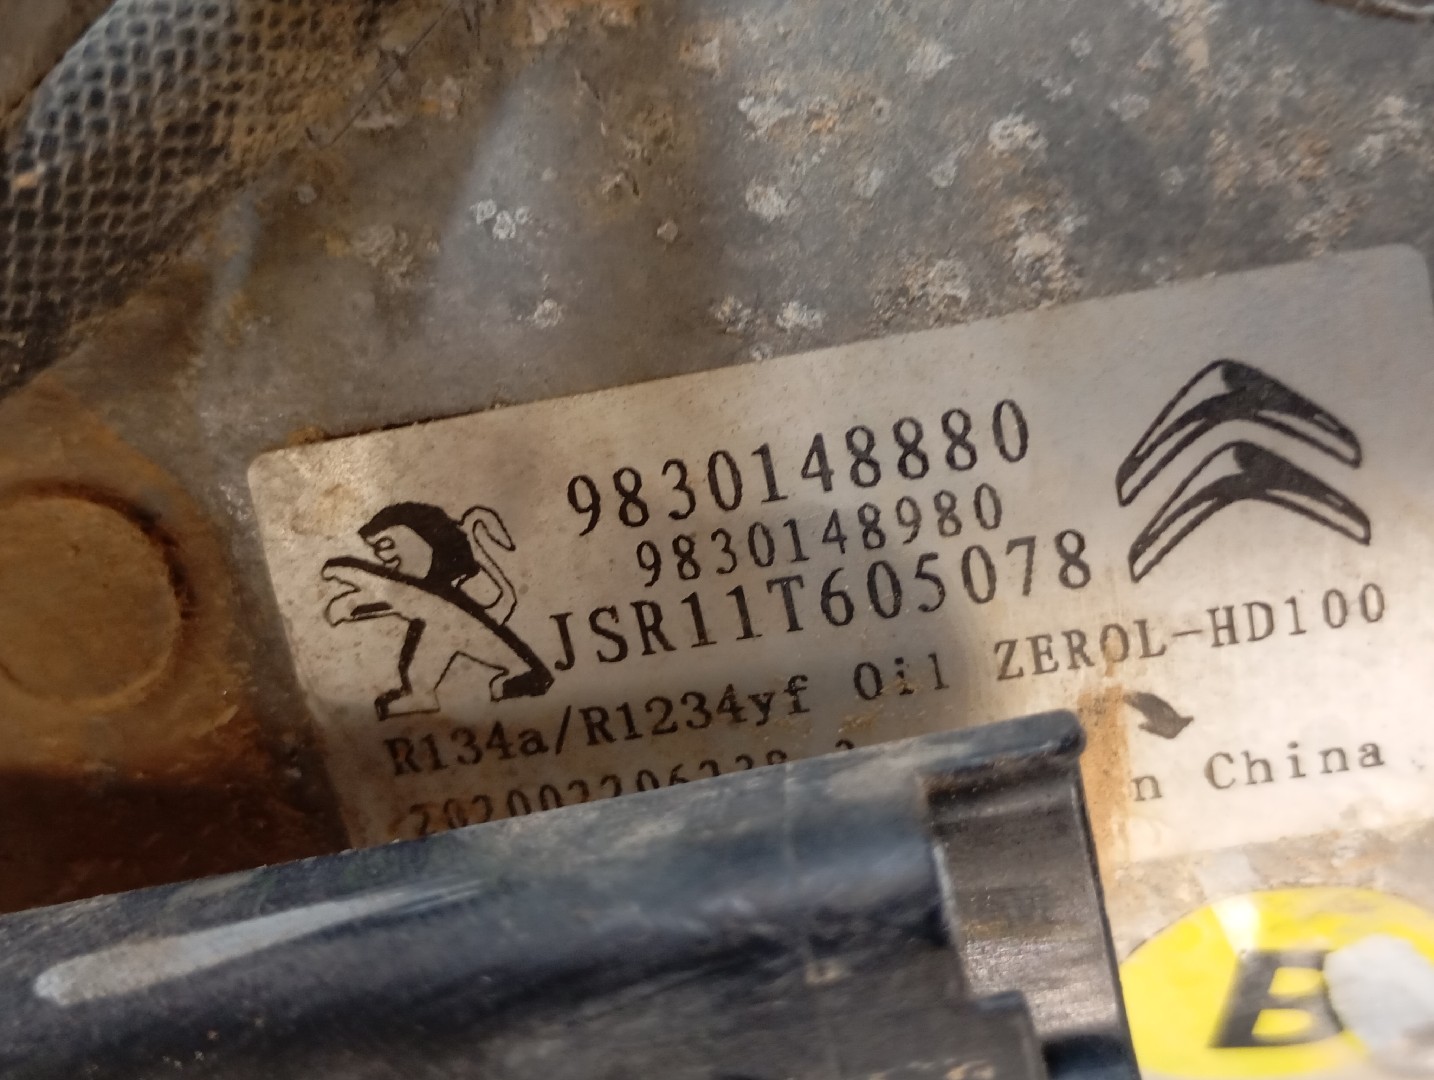 9830148880
9830148980
JSR11T605078
R134a/R1234yf Oil ZEROL-HD100
n China
B